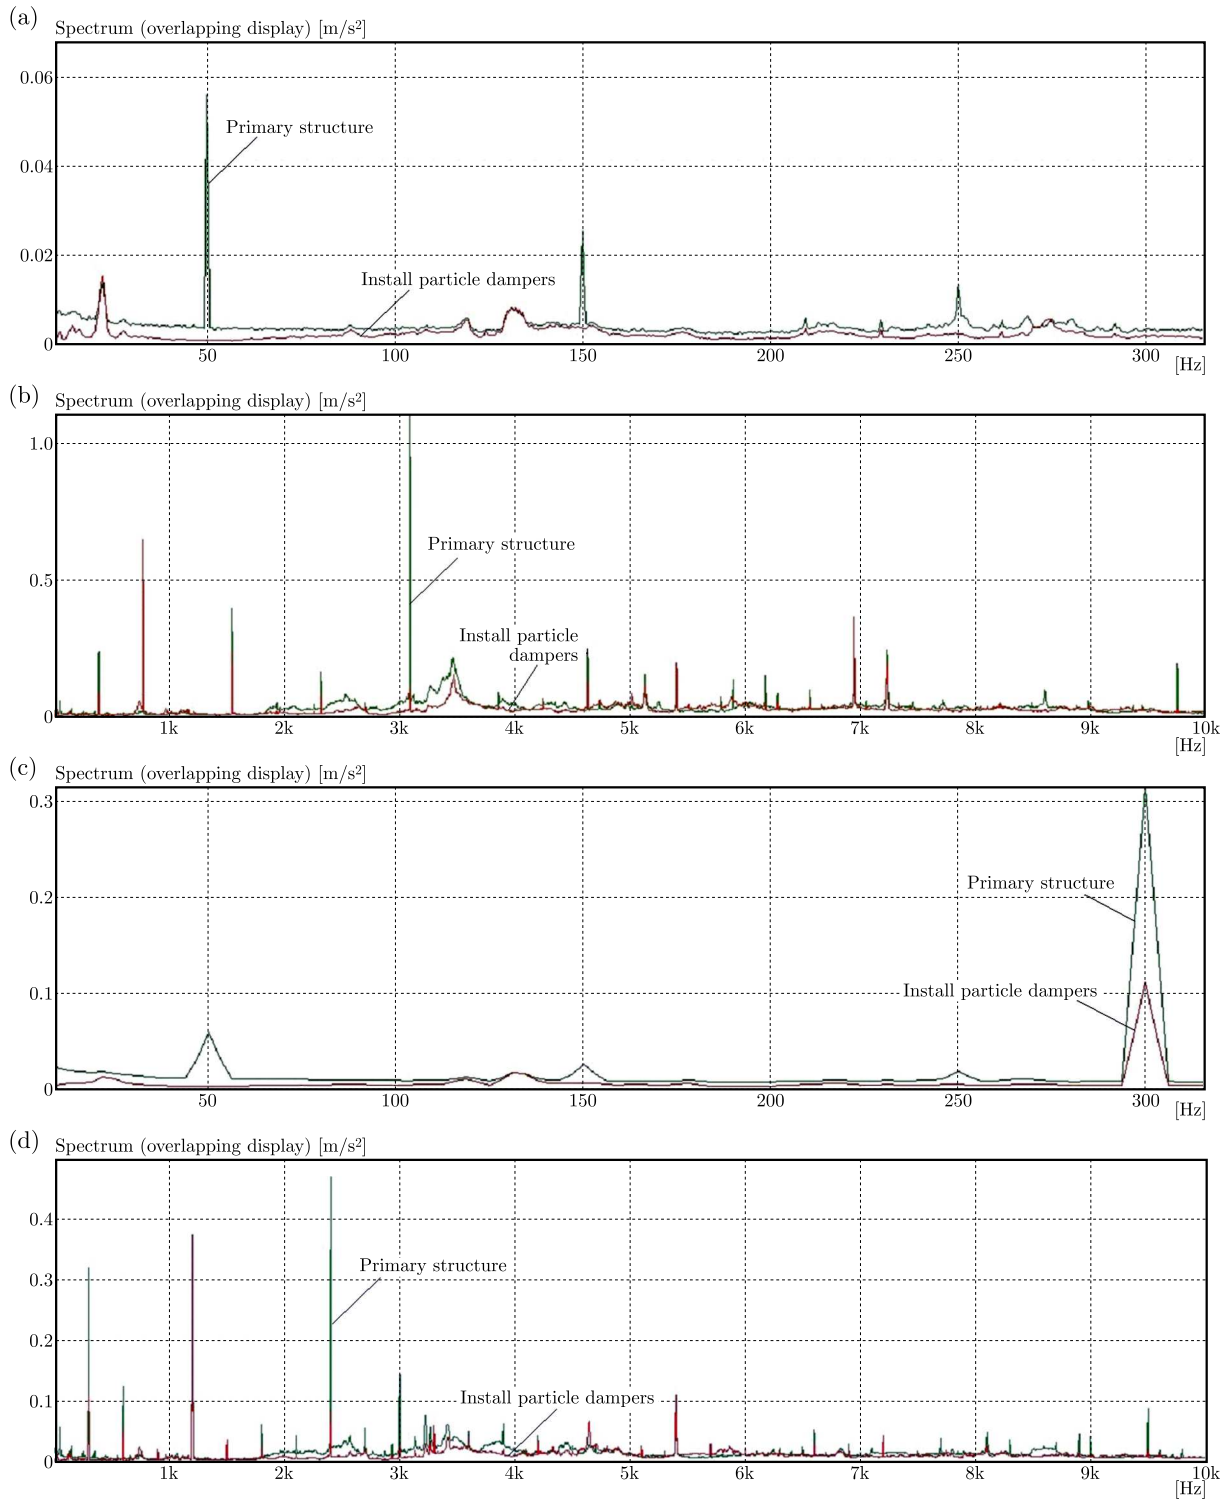 (a)
Spectrum (overlapping display) [m/s²]
0.06
Primary structure
0.04
0.02
Install particle dampers
0
50 100 150 200 250 300
[Hz]
(b)
Spectrum (overlapping display) [m/s²]
1.0
Primary structure
0.5
Install particle
dampers
0
1k 2k 3k 4k 5k 6k 7k 8k 9k 10k
[Hz]
(c)
Spectrum (overlapping display) [m/s²]
0.3
Primary structure
0.2
Install particle dampers
0.1
0
50 100 150 200 250 300
[Hz]
(d)
Spectrum (overlapping display) [m/s²]
0.4
Primary structure
0.3
0.2
Install particle dampers
0.1
0
1k 2k 3k 4k 5k 6k 7k 8k 9k 10k
[Hz]